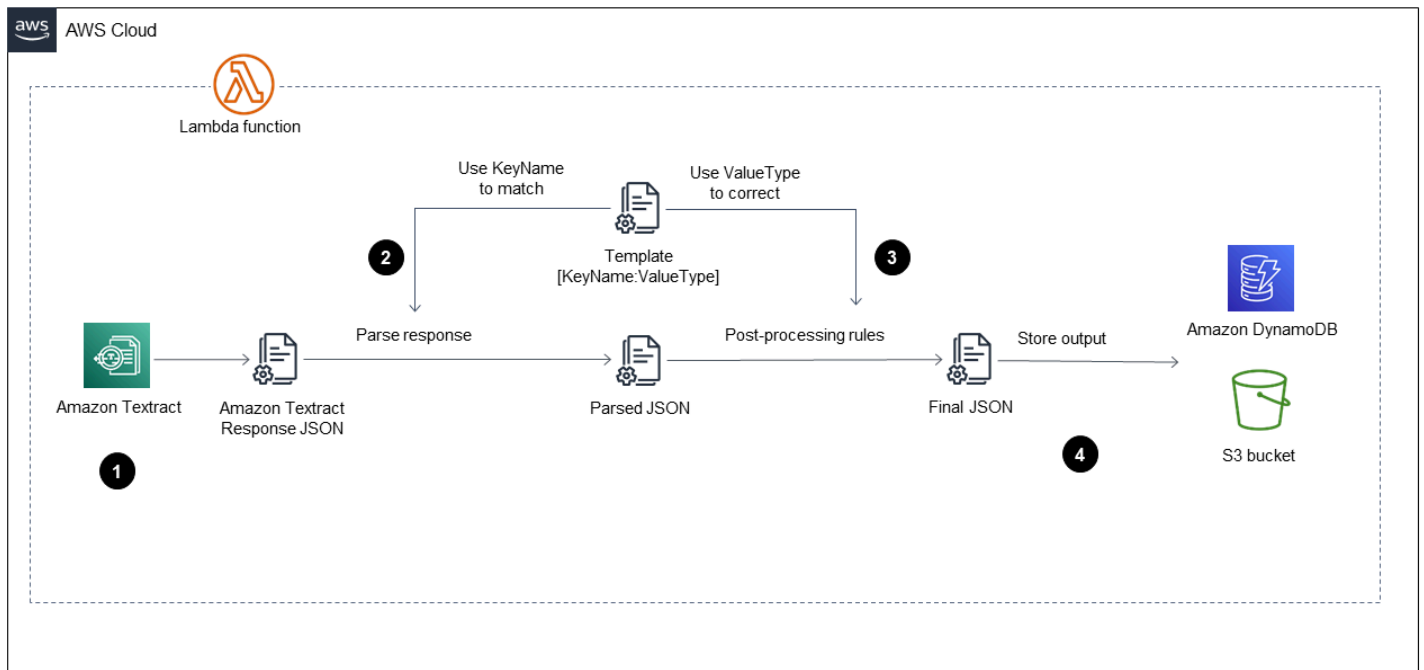 aws
AWS Cloud
Lambda function
Use KeyName
to match
Use ValueType
to correct
2
Template
[KeyName:ValueType]
3
Amazon DynamoDB
Parse response
Post-processing rules
Store output
Amazon Textract
Amazon Textract
Response JSON
Parsed JSON
Final JSON
1
4
S3 bucket